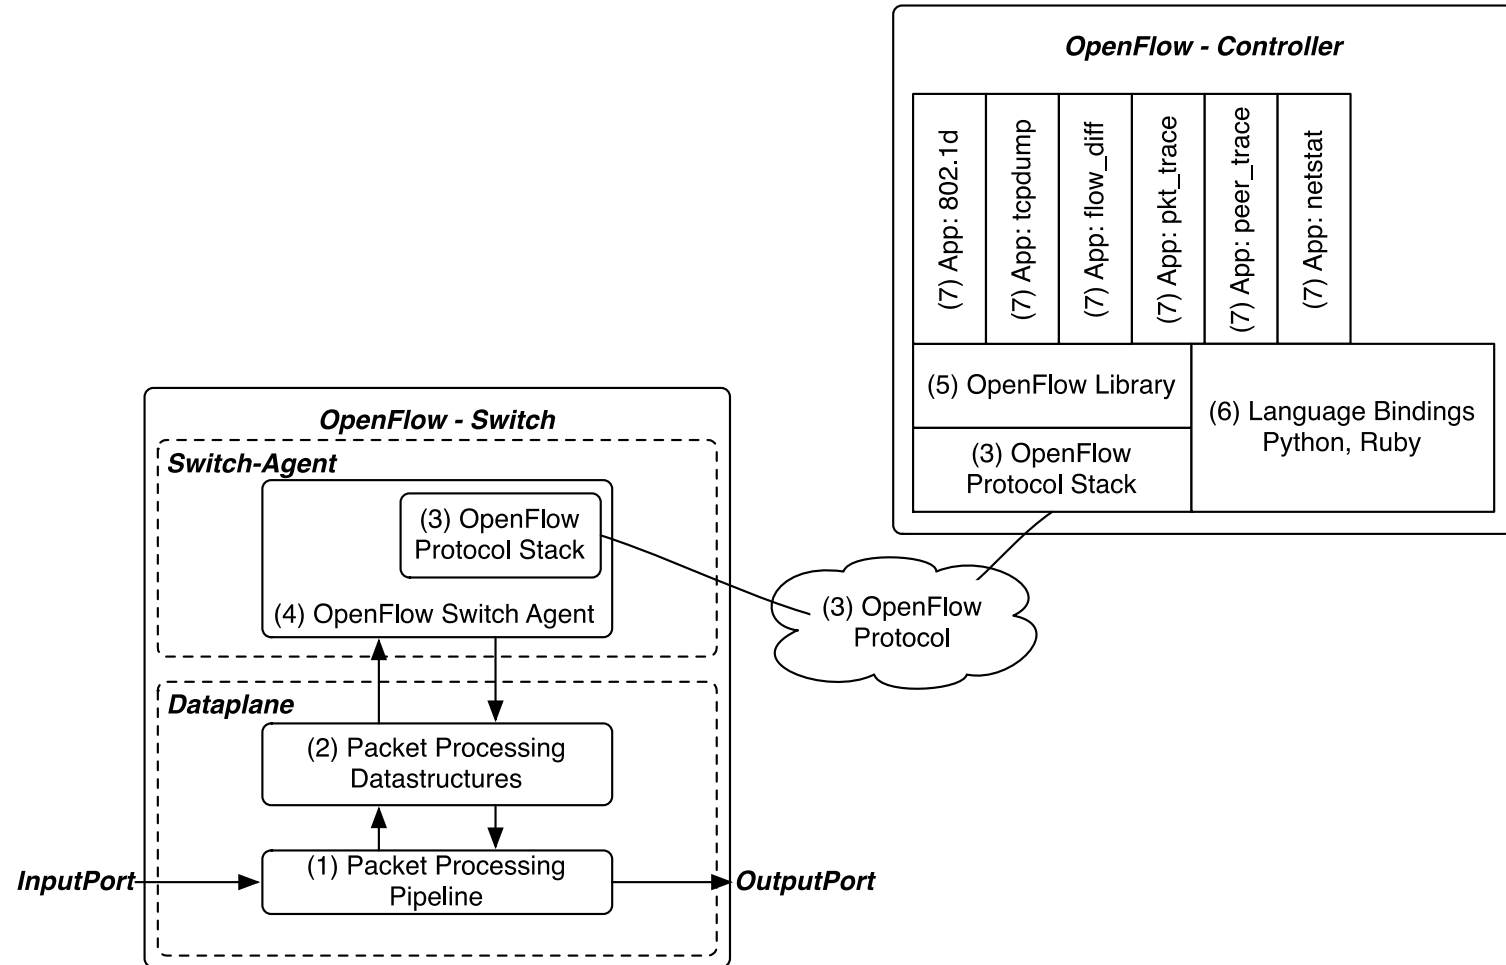 OpenFlow - Controller
(7) App: 802.1d
(7) App: tcpdump
(7) App: flow_diff
(7) App: pkt_trace
(7) App: peer_trace
(7) App: netstat
(5) OpenFlow Library
(6) Language Bindings
Python, Ruby
(3) OpenFlow
Protocol Stack
OpenFlow - Switch
Switch-Agent
(3) OpenFlow
Protocol Stack
(4) OpenFlow Switch Agent
(3) OpenFlow
Protocol
Dataplane
(2) Packet Processing
Datastructures
(1) Packet Processing
Pipeline
InputPort
OutputPort